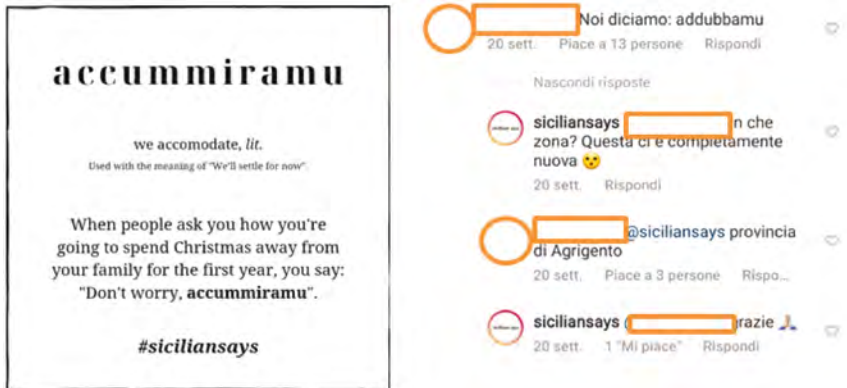 accummiramu
we accomodate, lit.
Used with the meaning of "We'll settle for now".
When people ask you how you're
going to spend Christmas away from
your family for the first year, you say:
"Don't worry, accummiramu".
#siciliansays
Noi diciamo: addubbamu
20 sett. Piace a 13 persone Rispondi
Nascondi risposte
siciliansays n che
zona? Questa ci è completamente
nuova 😯
20 sett. Rispondi
@siciliansays provincia
di Agrigento
20 sett. Piace a 3 persone Rispo...
siciliansays grazie 🙏🏼
20 sett. 1 "Mi piace" Rispondi